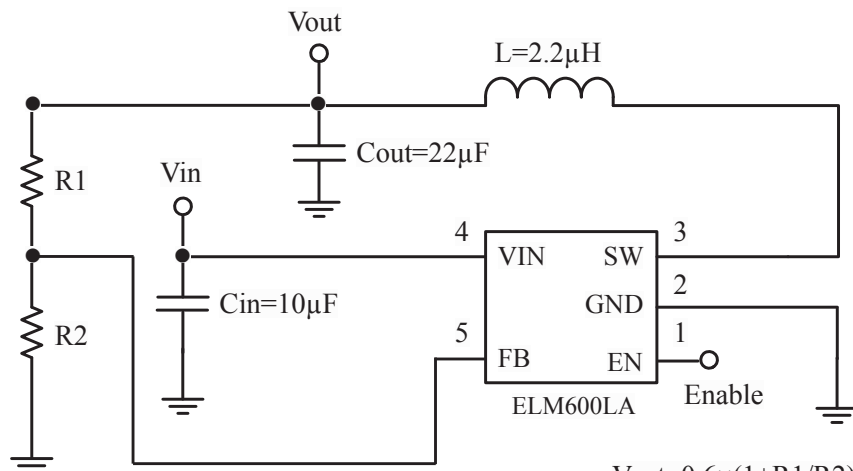 Vout
L=2.2µH
Cout=22µF
R1
Vin
4
3
VIN
SW
2
GND
Cin=10µF
R2
5
1
FB
EN
Enable
ELM600LA
Vout=0.6×(1+R1/R2)